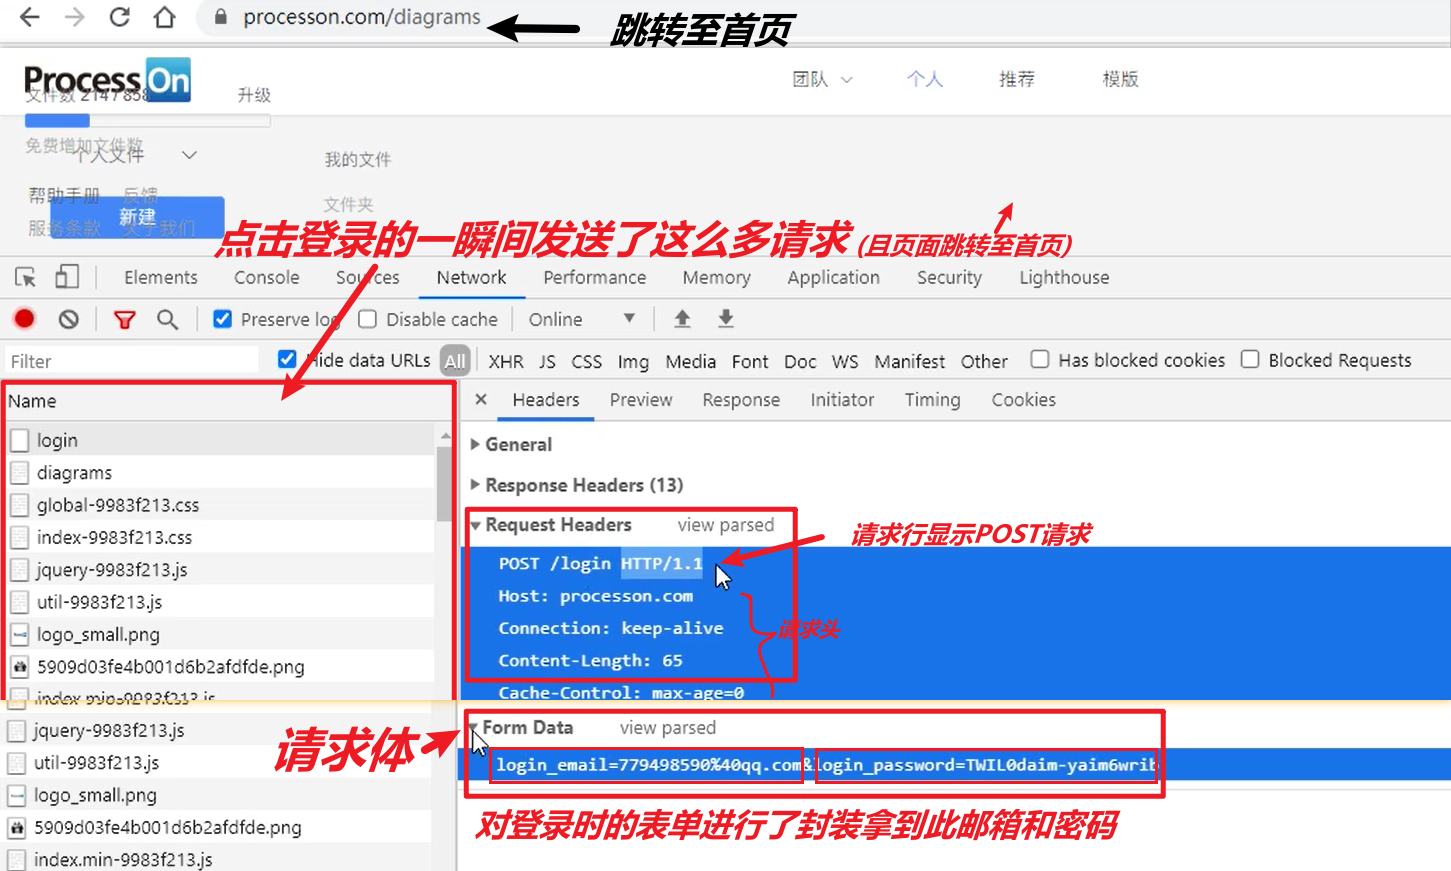 processon.com/diagrams
跳转至首页
ProcessOn
团队
个人
推荐
模版
文件数 214 / 858
升级
免费增加文件数
个人文件
我的文件
帮助手册 反馈
文件夹
新建
服务条款 关于我们
点击登录的一瞬间发送了这么多请求 (且页面跳转至首页)
Elements Console Sources Network Performance Memory Application Security Lighthouse
Preserve log Disable cache Online
Filter
Hide data URLs All XHR JS CSS Img Media Font Doc WS Manifest Other Has blocked cookies Blocked Requests
Name
Headers Preview Response Initiator Timing Cookies
login
diagrams
global-9983f213.css
index-9983f213.css
jquery-9983f213.js
util-9983f213.js
logo_small.png
5909d03fe4b001d6b2afdfde.png
index.min-9983f213.js
General
Response Headers (13)
Request Headers view parsed
请求行显示POST请求
POST /login HTTP/1.1
Host: processon.com
Connection: keep-alive
请求头
Content-Length: 65
Cache-Control: max-age=0
jquery-9983f213.js
util-9983f213.js
logo_small.png
5909d03fe4b001d6b2afdfde.png
index.min-9983f213.js
请求体
Form Data view parsed
login_email=779498590%40qq.com&login_password=TWIL0daim-yaim6wrib
对登录时的表单进行了封装拿到此邮箱和密码